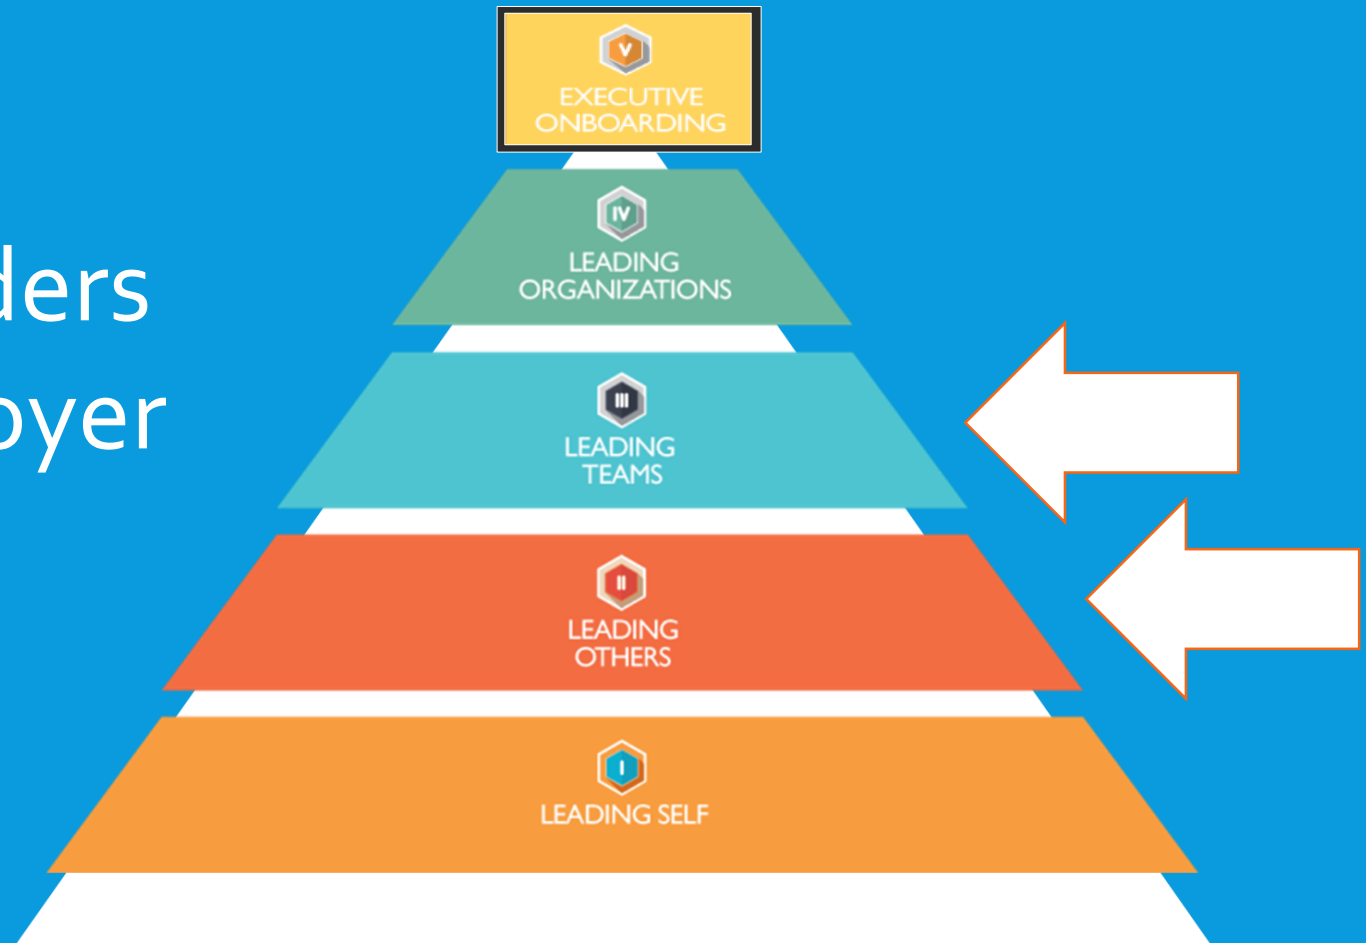 V
EXECUTIVE
ONBOARDING
IV
LEADING
ORGANIZATIONS
ders
oyer
III
LEADING
TEAMS
II
LEADING
OTHERS
I
LEADING SELF